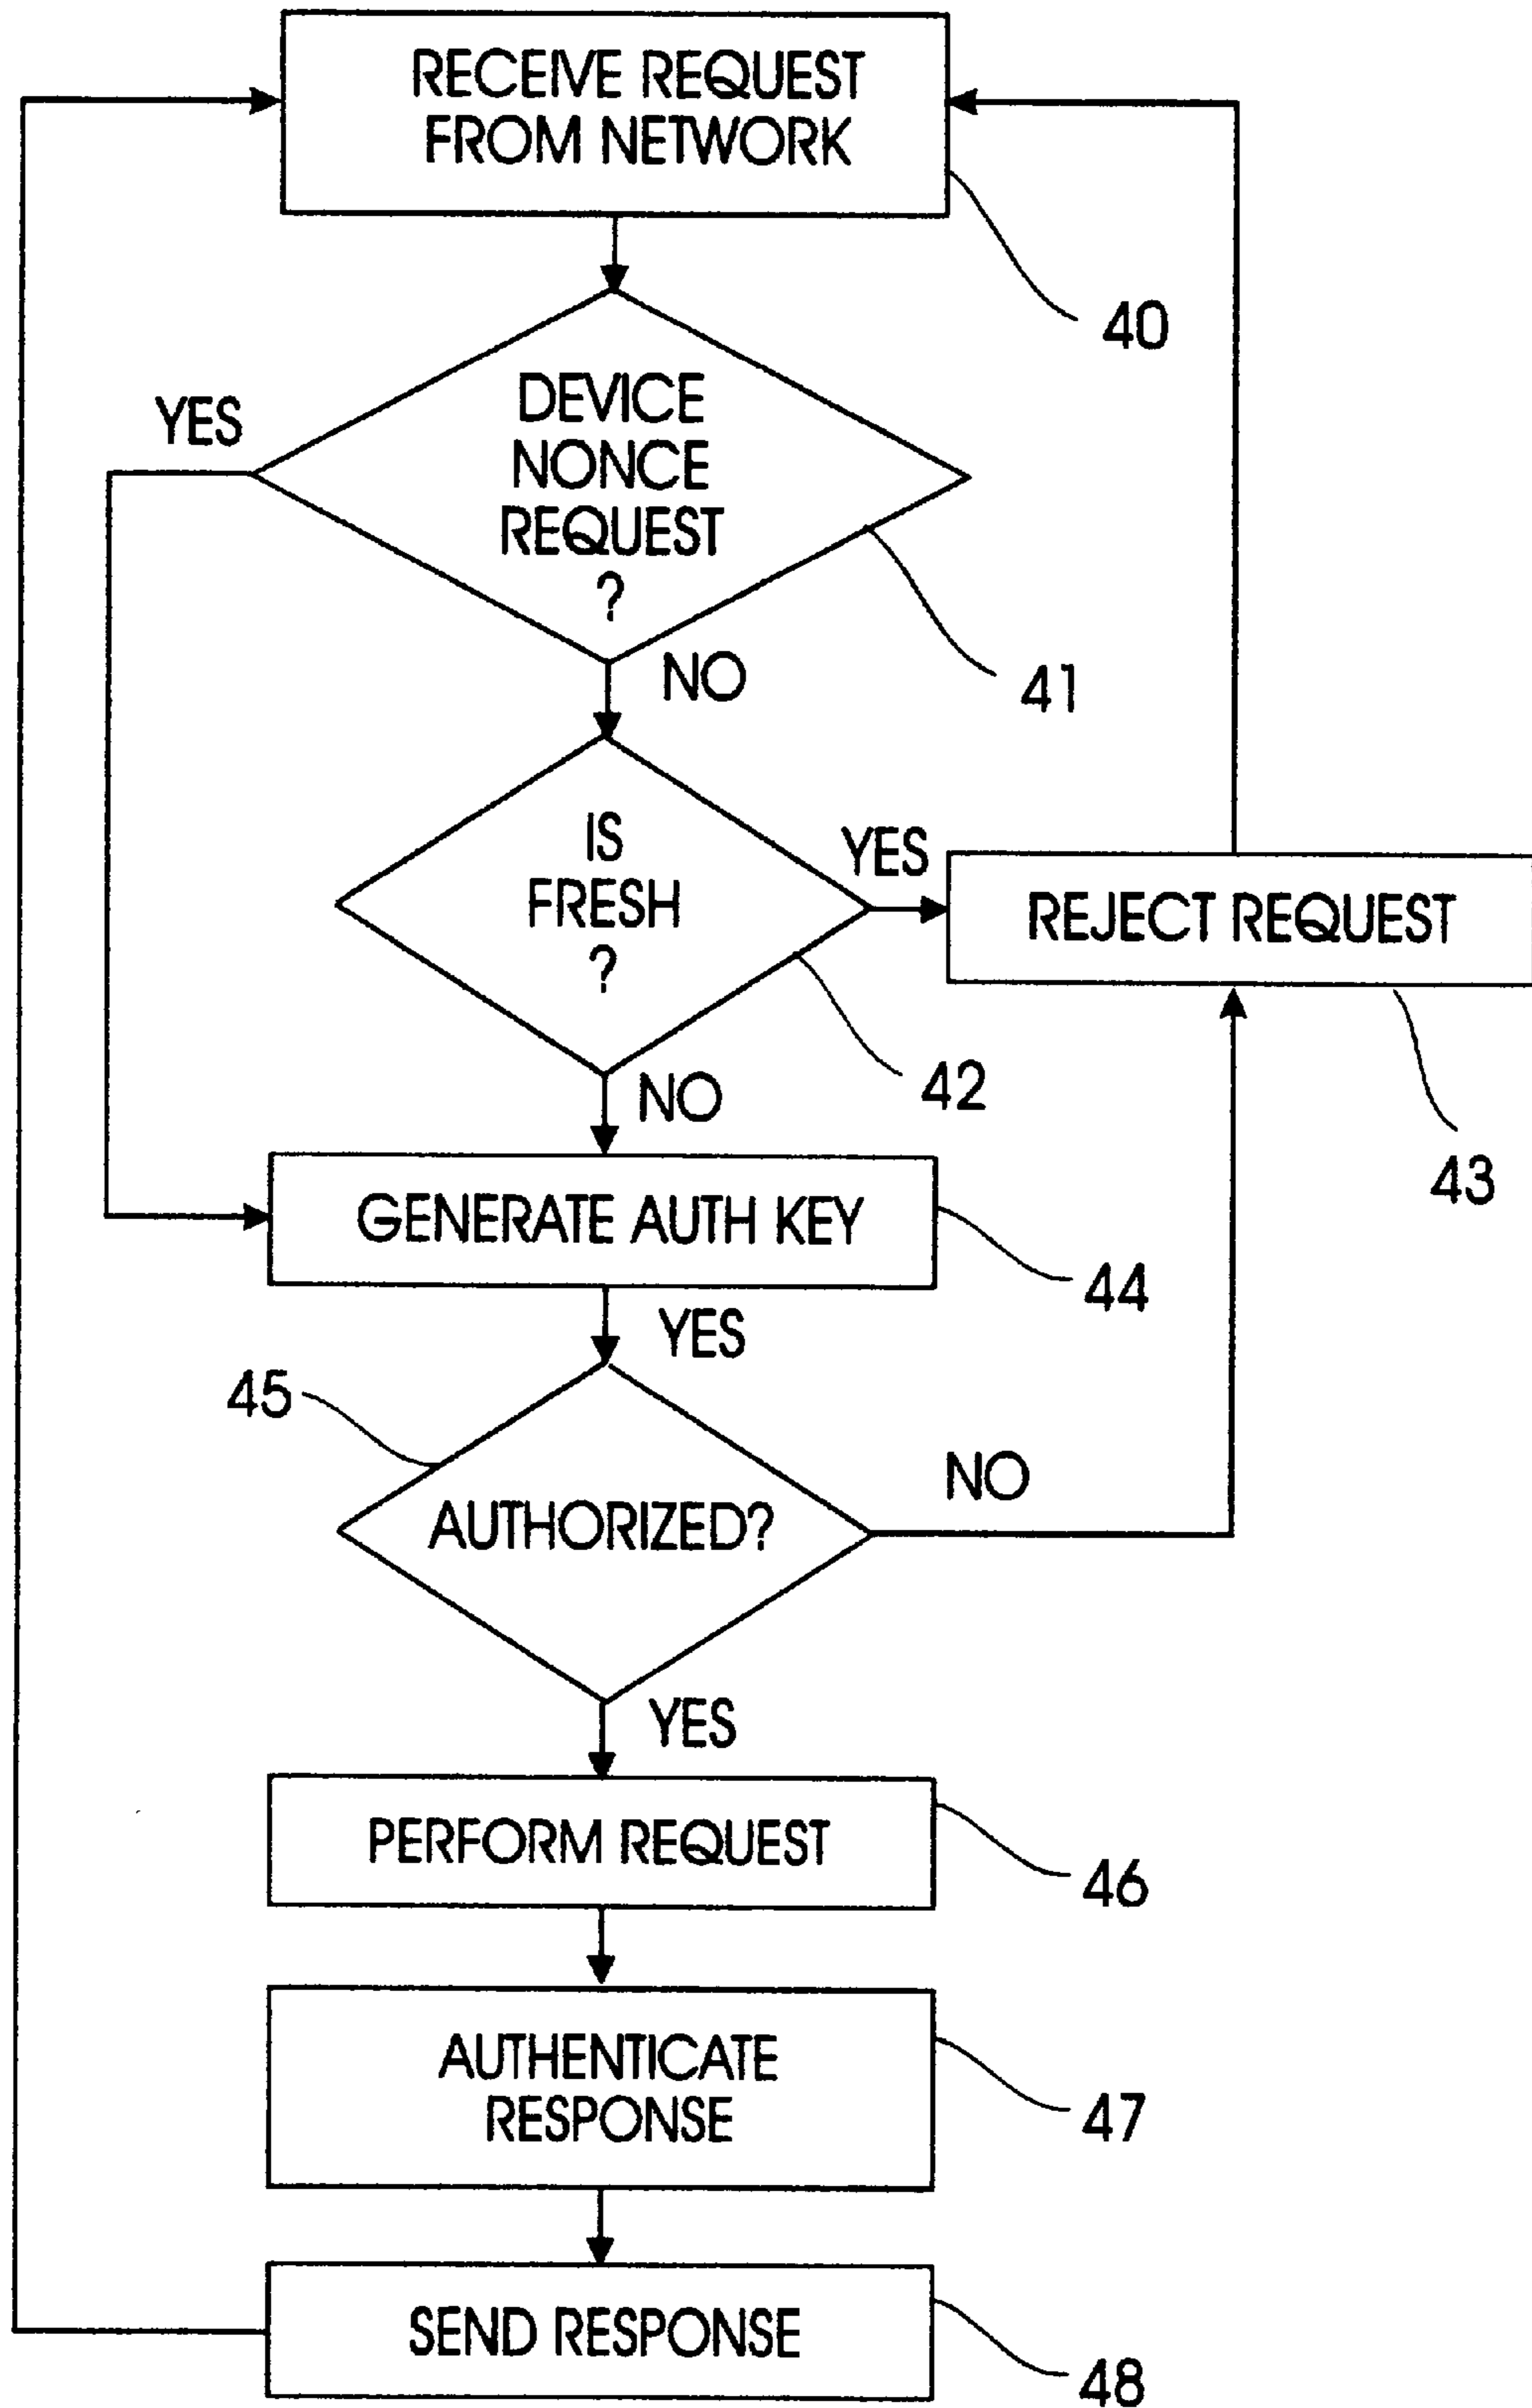 RECEIVE REQUEST
FROM NETWORK
40
YES
DEVICE
NONCE
REQUEST
?
41
NO
IS
FRESH
?
YES
REJECT REQUEST
42
43
NO
GENERATE AUTH KEY
44
YES
45
AUTHORIZED?
NO
YES
PERFORM REQUEST
46
AUTHENTICATE
RESPONSE
47
SEND RESPONSE
48